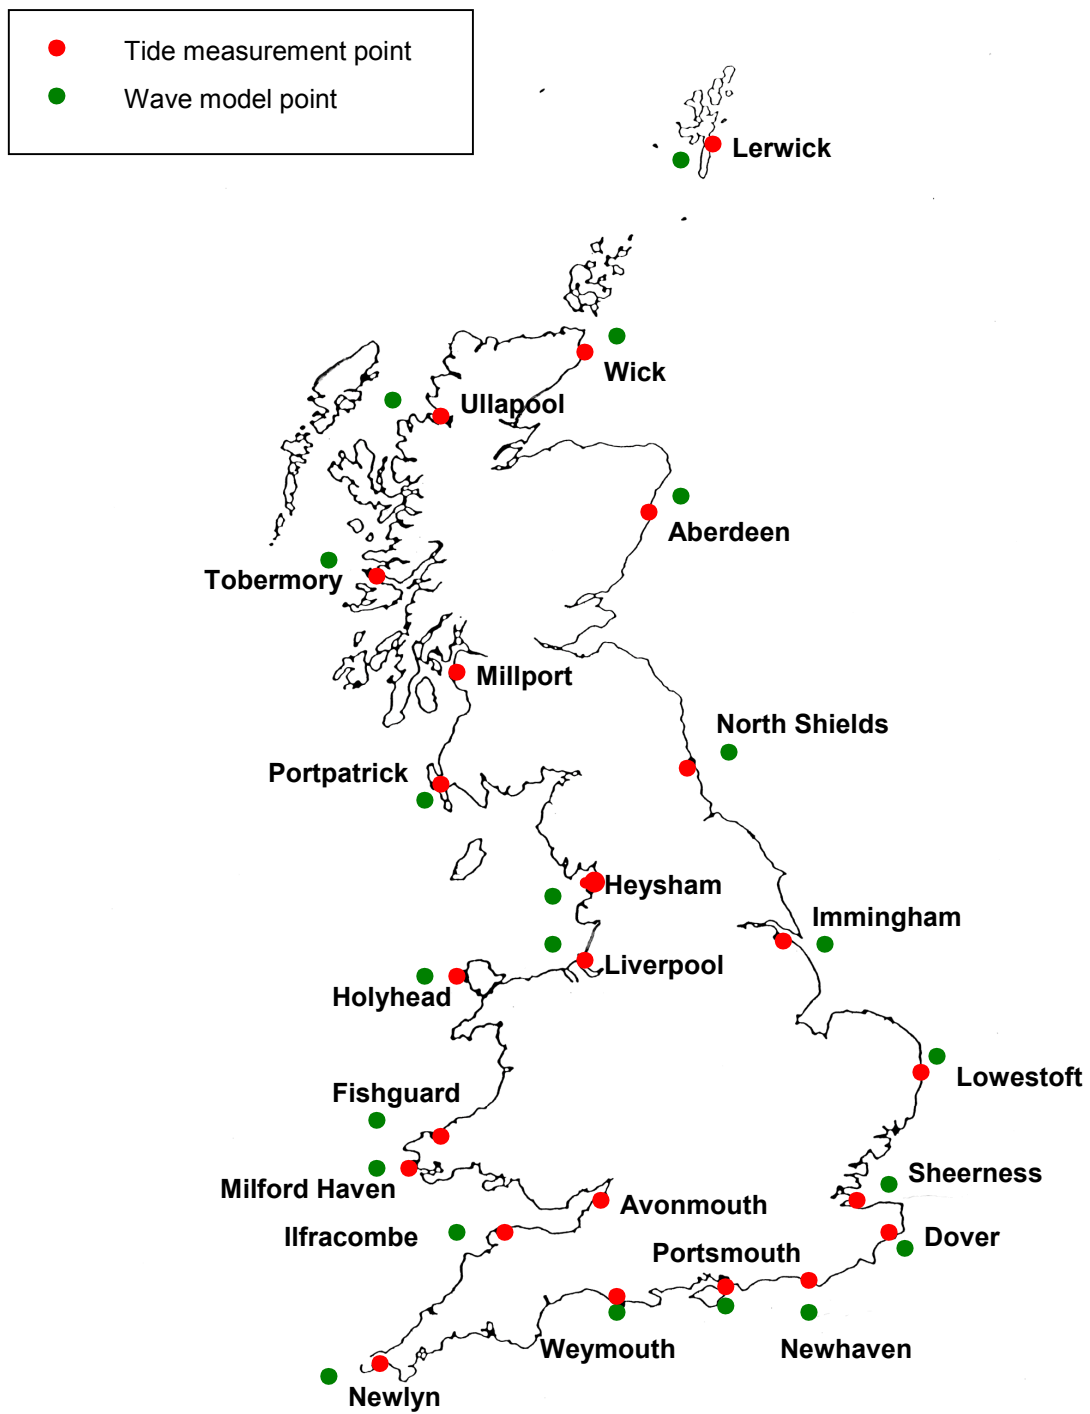 Tide measurement point
Wave model point
Lerwick
Wick
Ullapool
Aberdeen
Tobermory
Millport
North Shields
Portpatrick
Heysham
Immingham
Liverpool
Holyhead
Lowestoft
Fishguard
Sheerness
Milford Haven
Avonmouth
Ilfracombe
Dover
Portsmouth
Weymouth
Newhaven
Newlyn